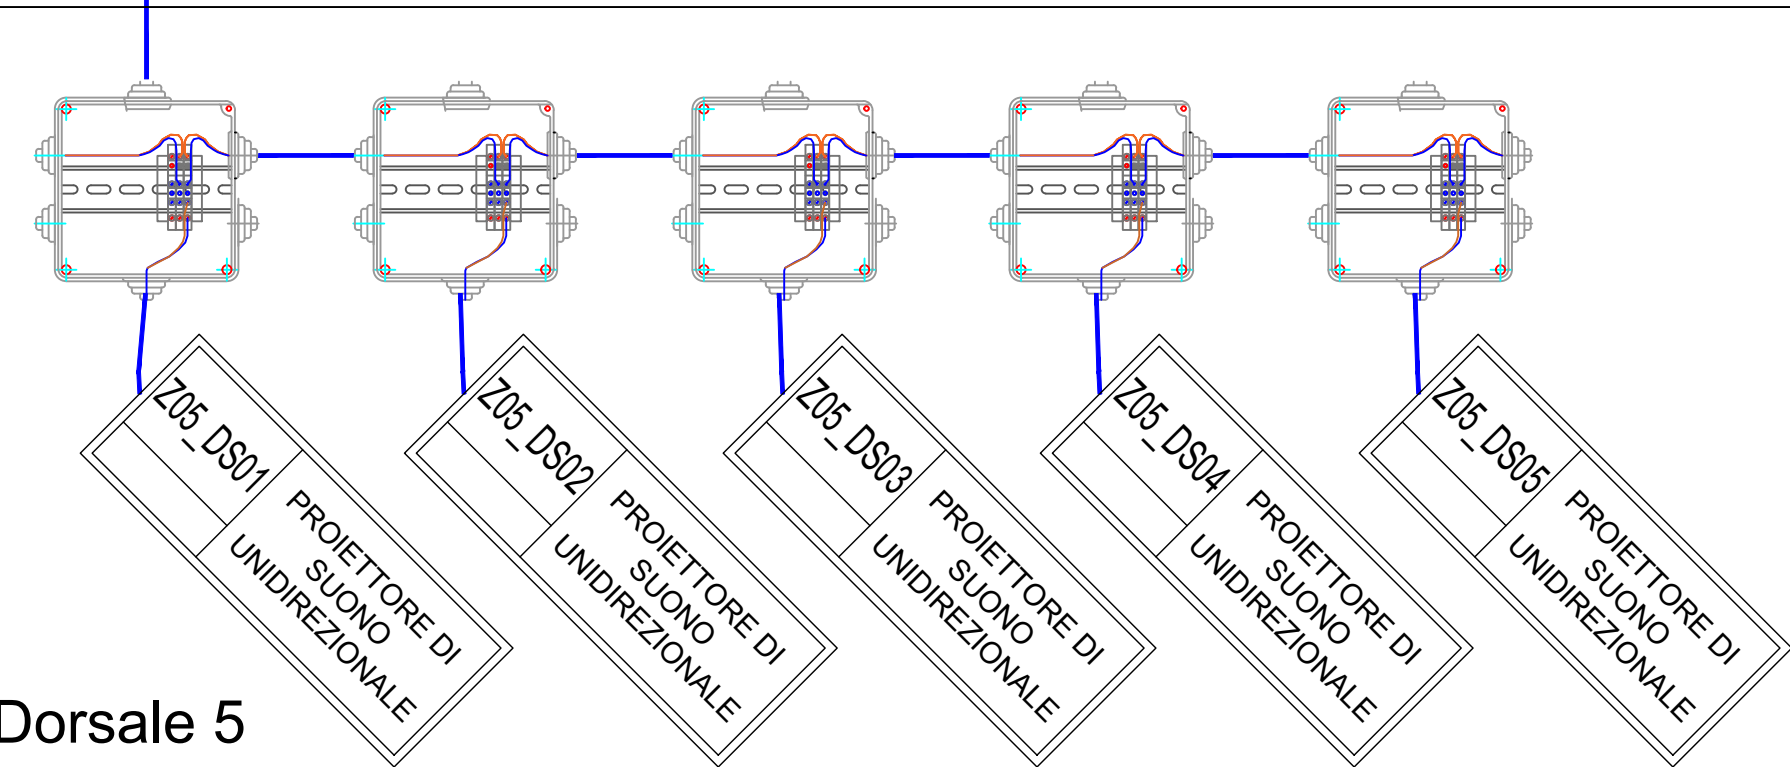 Z05_DS01
PROIETTORE DI
SUONO
UNIDIREZIONALE
Z05_DS02
PROIETTORE DI
SUONO
UNIDIREZIONALE
Z05_DS03
PROIETTORE DI
SUONO
UNIDIREZIONALE
Z05_DS04
PROIETTORE DI
SUONO
UNIDIREZIONALE
Z05_DS05
PROIETTORE DI
SUONO
UNIDIREZIONALE
Dorsale 5